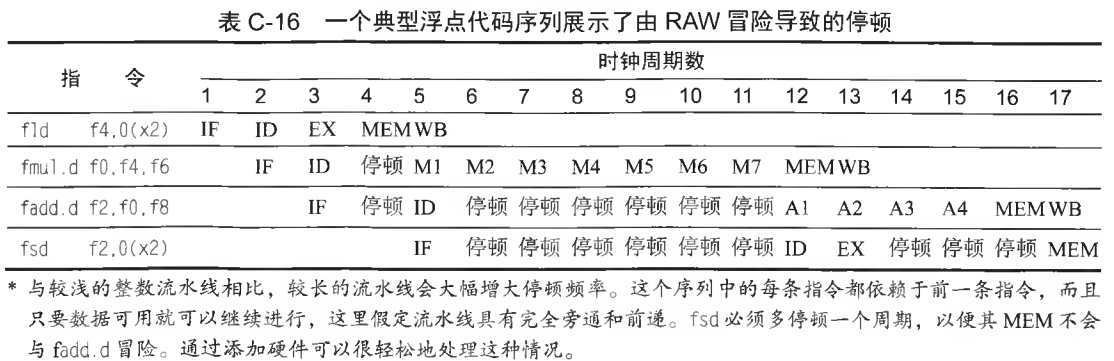 表 C-16 一个典型浮点代码序列展示了由 RAW 冒险导致的停顿
指 令 时钟周期数
1 2 3 4 5 6 7 8 9 10 11 12 13 14 15 16 17
fld f4,0(x2) IF ID EX MEM WB
fmul.d f0,f4,f6 IF ID 停顿 M1 M2 M3 M4 M5 M6 M7 MEM WB
fadd.d f2,f0,f8 IF 停顿 ID 停顿 停顿 停顿 停顿 停顿 停顿 A1 A2 A3 A4 MEM WB
fsd f2,0(x2) IF 停顿 停顿 停顿 停顿 停顿 停顿 ID EX 停顿 停顿 停顿 MEM
* 与较浅的整数流水线相比，较长的流水线会大幅增大停顿频率。这个序列中的每条指令都依赖于前一条指令，而且
只要数据可用就可以继续进行，这里假定流水线具有完全旁通和前递。fsd 必须多停顿一个周期，以便其 MEM 不会
与 fadd.d 冒险。通过添加硬件可以很轻松地处理这种情况。